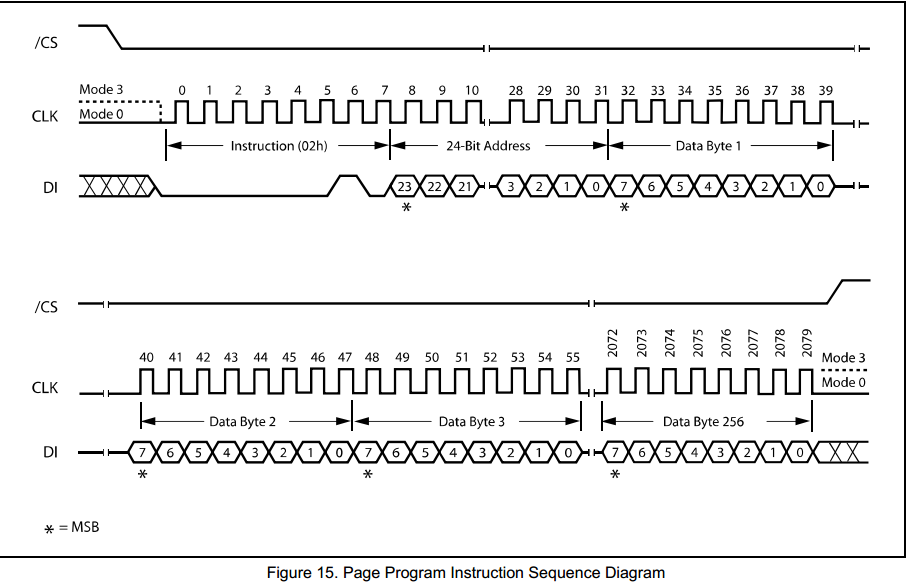 /CS
Mode 3
0 1 2 3 4 5 6 7 8 9 10 28 29 30 31 32 33 34 35 36 37 38 39
CLK
Mode 0
Instruction (02h) 24-Bit Address Data Byte 1
DI
23 22 21 3 2 1 0 7 6 5 4 3 2 1 0
* *
/CS
2072 2073 2074 2075 2076 2077 2078 2079
40 41 42 43 44 45 46 47 48 49 50 51 52 53 54 55
Mode 3
CLK
Mode 0
Data Byte 2 Data Byte 3 Data Byte 256
DI
7 6 5 4 3 2 1 0 7 6 5 4 3 2 1 0 7 6 5 4 3 2 1 0
* * *
* = MSB
Figure 15. Page Program Instruction Sequence Diagram